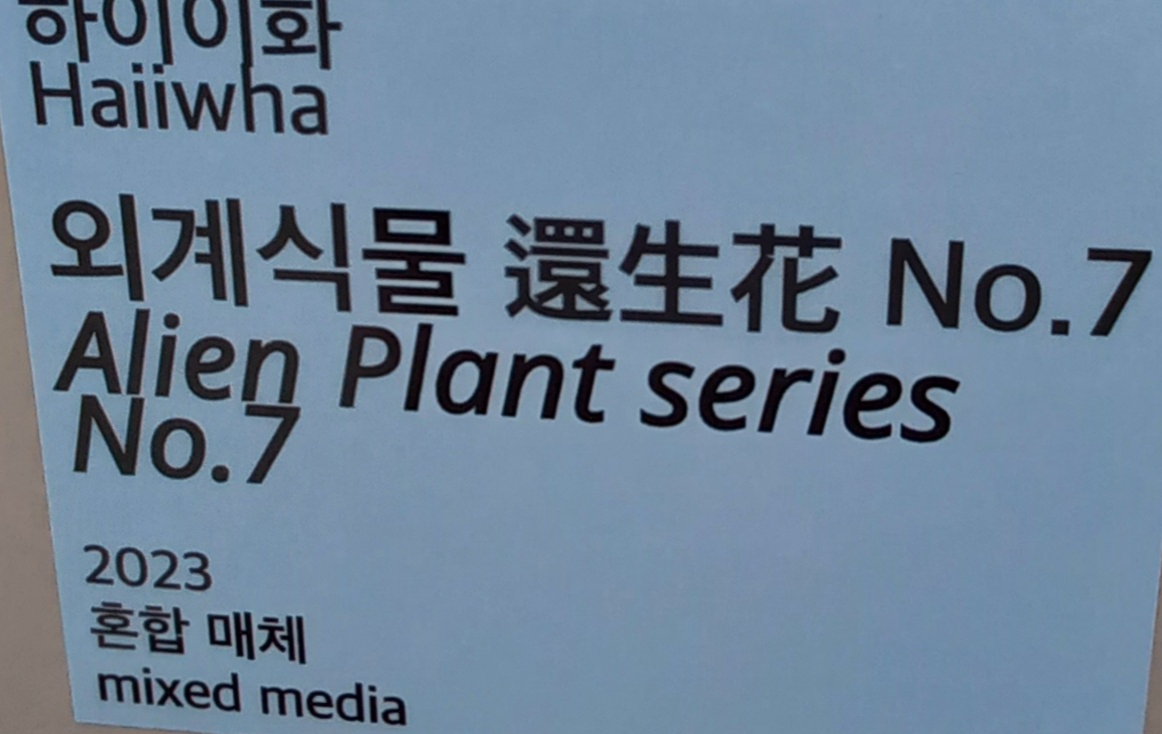 하이이화
Haiiwha
외계식물 還生花 No.7
Alien Plant series
No.7
2023
혼합 매체
mixed media